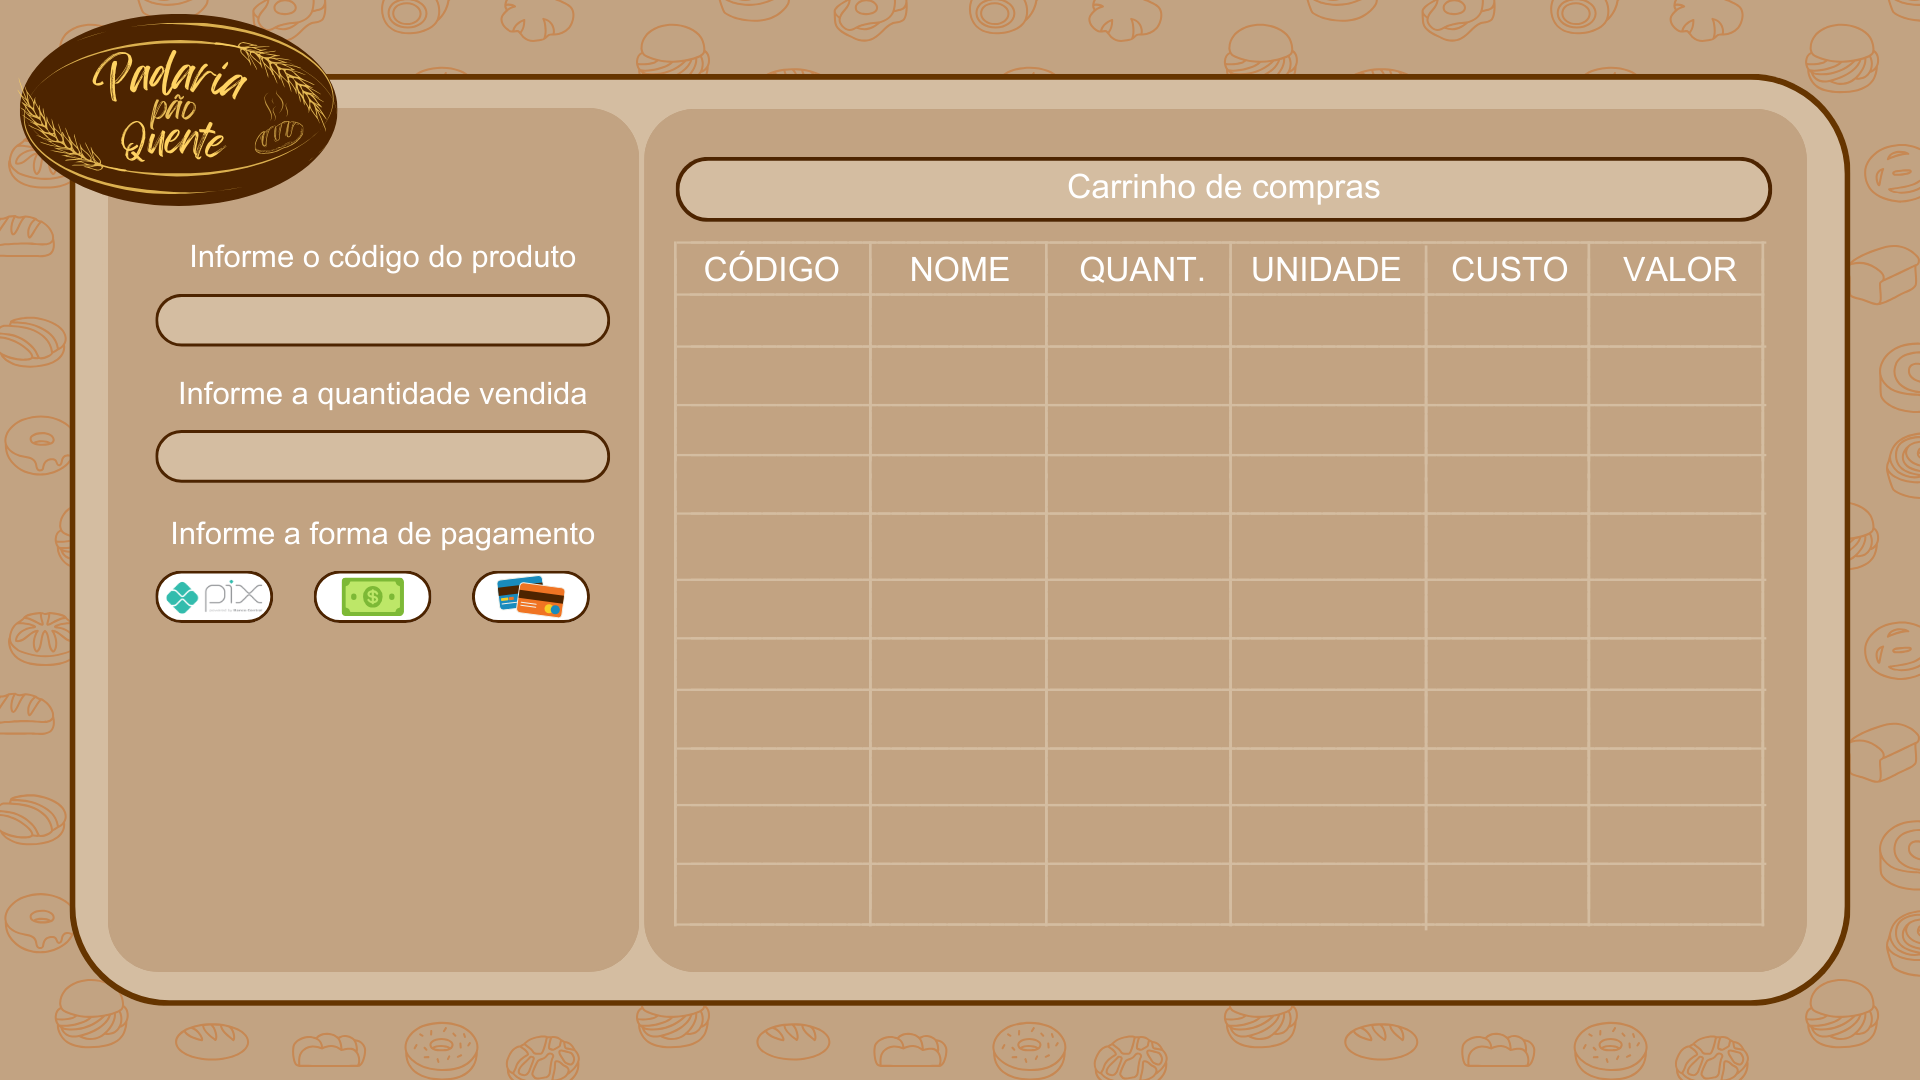 Padaria
pão
Quente
Informe o código do produto
Informe a quantidade vendida
Informe a forma de pagamento
pix
$
Carrinho de compras
CÓDIGO NOME QUANT. UNIDADE CUSTO VALOR